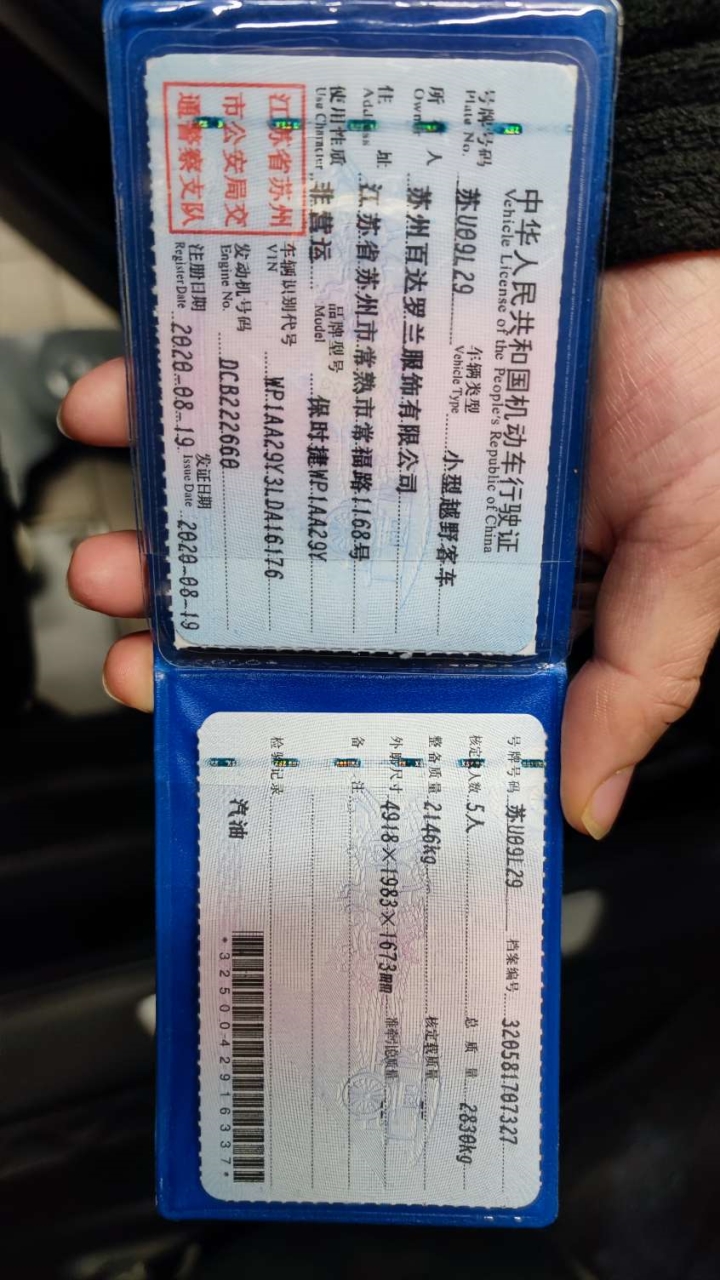 中华人民共和国机动车行驶证
Vehicle License of the People's Republic of China
号牌号码 苏U09L29 车辆类型 小型越野客车
Plate No. Vehicle Type
所 人 苏州百达罗兰服饰有限公司
Owner
住 址 江苏省苏州市常熟市常福路1168号
Address
使用性质 非营运 品牌型号 保时捷WP1AA29Y
Use Character Model
江苏省苏州
市公安局交
通警察支队
车辆识别代号 WP1AA29Y3LDA16176
VIN
发动机号码 DCB222660
Engine No.
注册日期 2020-08-19 发证日期 2020-08-19
Register Date Issue Date
号牌号码 苏U09L29 档案编号 320581707327
核定 人数 5人 总质量 2830kg
整备质量 2146kg 核定载质量
外廓尺寸 4918×1983×1673mm 准牵引总质量
备 注
检验记录
汽油
*3250042916337*